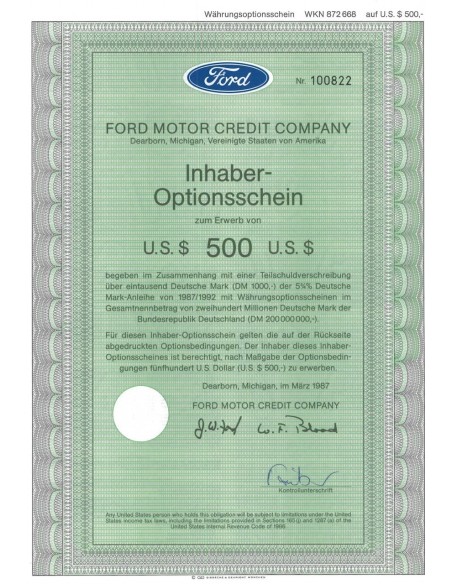 Währungsoptionsschein WKN 872 668 auf U.S. $ 500,-
Ford
Nr. 100822
FORD MOTOR CREDIT COMPANY
Dearborn, Michigan, Vereinigte Staaten von Amerika
Inhaber-
Optionsschein
zum Erwerb von
U.S. $ 500 U.S. $
begeben im Zusammenhang mit einer Teilschuldverschreibung
über eintausend Deutsche Mark (DM 1000,-) der 5¾% Deutsche
Mark-Anleihe von 1987/1992 mit Währungsoptionsscheinen im
Gesamtnennbetrag von zweihundert Millionen Deutsche Mark der
Bundesrepublik Deutschland (DM 200 000 000,-).
Für diesen Inhaber-Optionsschein gelten die auf der Rückseite
abgedruckten Optionsbedingungen. Der Inhaber dieses Inhaber-
Optionsscheines ist berechtigt, nach Maßgabe der Optionsbedin-
gungen fünfhundert U.S. Dollar (U.S. $ 500,-) zu erwerben.
Dearborn, Michigan, im März 1987
FORD MOTOR CREDIT COMPANY
Kontrollunterschrift
Any United States person who holds this obligation will be subject to limitations under the United
States income tax laws, including the limitations provided in Sections 165 (j) and 1287 (a) of the
United States Internal Revenue Code of 1986.